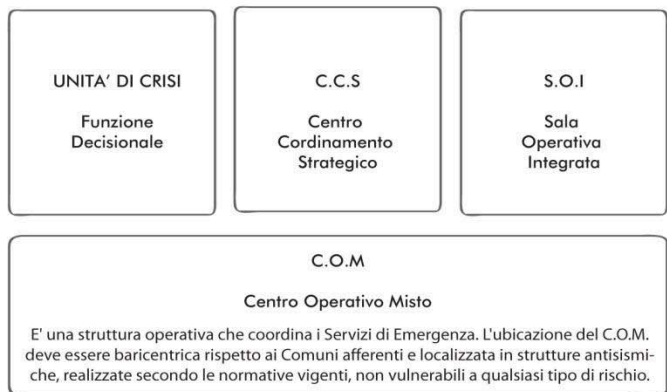 UNITA' DI CRISI
Funzione
Decisionale
C.C.S
Centro
Cordinamento
Strategico
S.O.I
Sala
Operativa
Integrata
C.O.M
Centro Operativo Misto
E' una struttura operativa che coordina i Servizi di Emergenza. L'ubicazione del C.O.M.
deve essere baricentrica rispetto ai Comuni afferenti e localizzata in strutture antisismi-
che, realizzate secondo le normative vigenti, non vulnerabili a qualsiasi tipo di rischio.